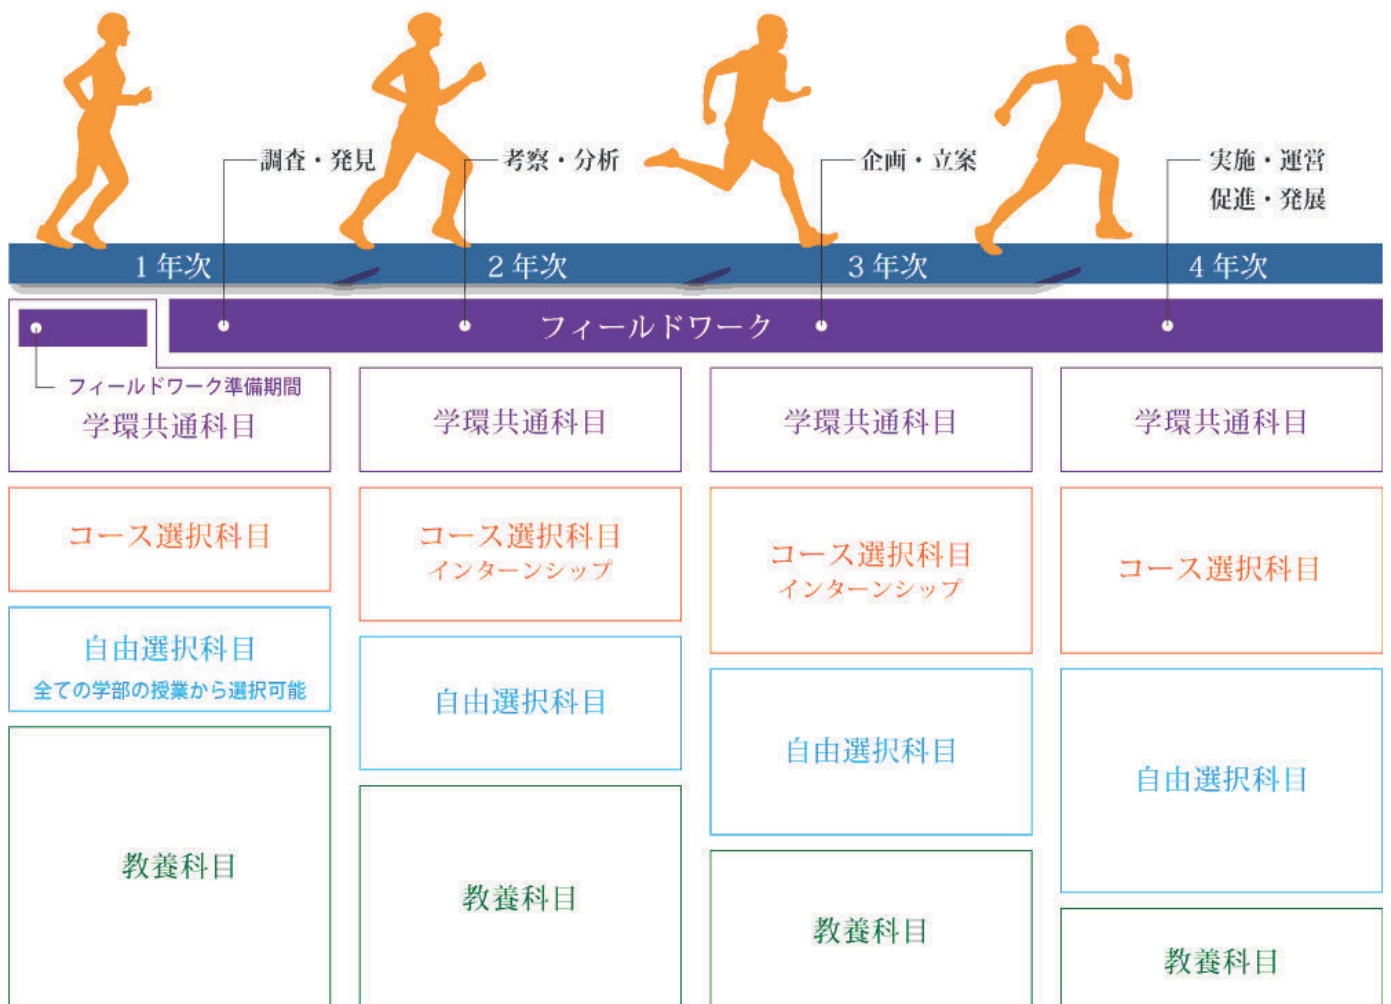 調査・発見
考察・分析
企画・立案
実施・運営
促進・発展
1年次
2年次
3年次
4年次
フィールドワーク
フィールドワーク準備期間
学環共通科目
学環共通科目
学環共通科目
学環共通科目
コース選択科目
コース選択科目
インターンシップ
コース選択科目
インターンシップ
コース選択科目
自由選択科目
全ての学部の授業から選択可能
自由選択科目
自由選択科目
自由選択科目
教養科目
教養科目
教養科目
教養科目